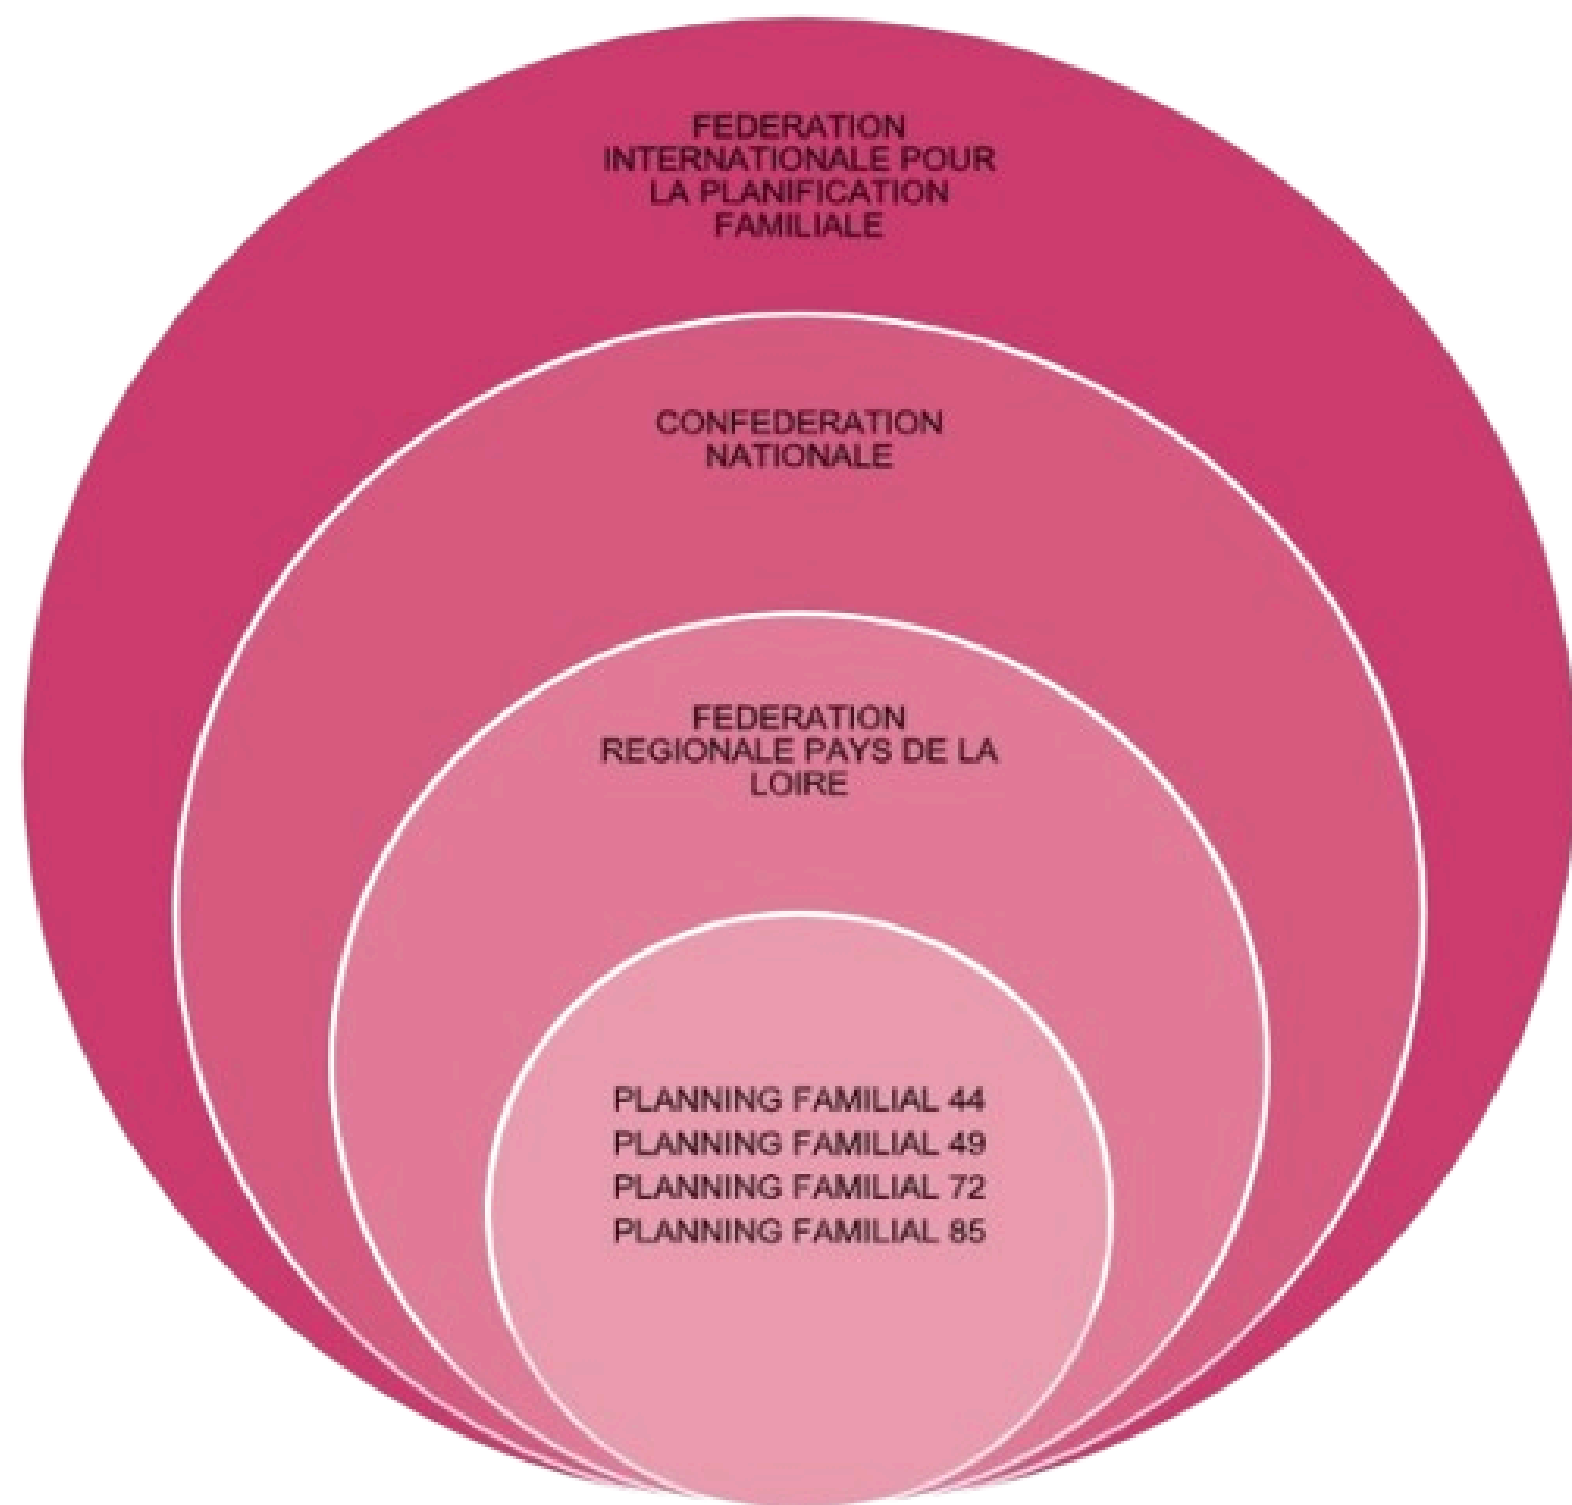 FEDERATION
INTERNATIONALE POUR
LA PLANIFICATION
FAMILIALE
CONFEDERATION
NATIONALE
FEDERATION
REGIONALE PAYS DE LA
LOIRE
PLANNING FAMILIAL 44
PLANNING FAMILIAL 49
PLANNING FAMILIAL 72
PLANNING FAMILIAL 85